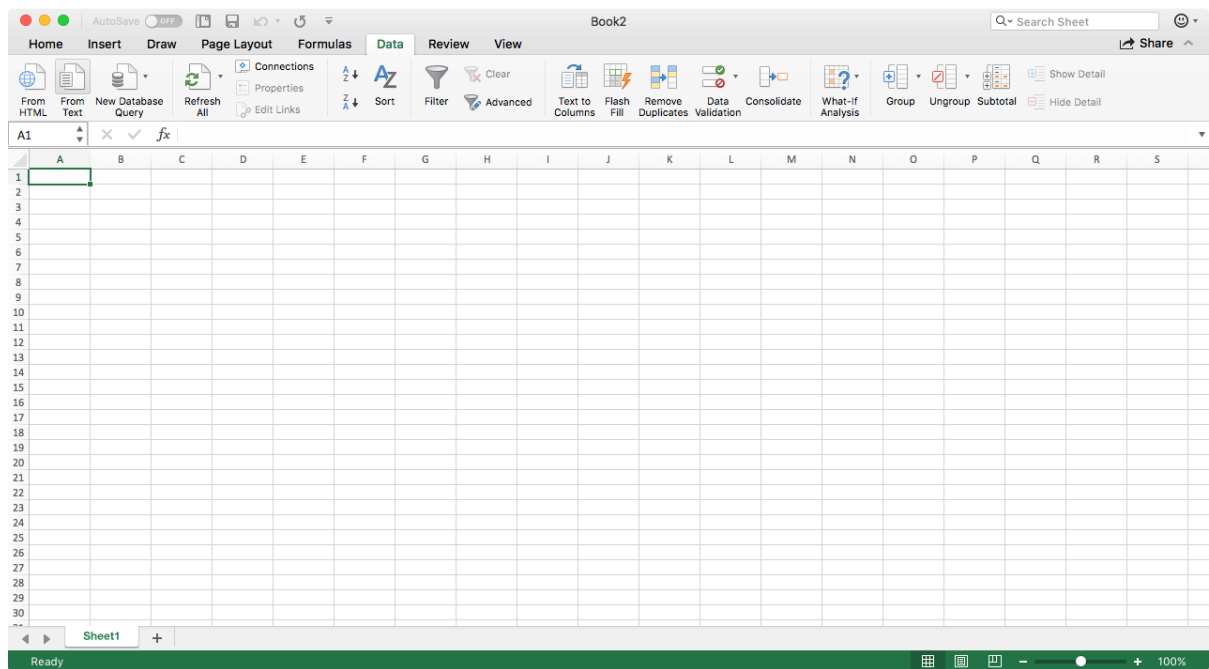 AutoSave OFF Book2 Search Sheet
Home Insert Draw Page Layout Formulas Data Review View Share
From HTML
From Text
New Database Query
Refresh All
Connections
Properties
Edit Links
A Z
Z A
AZ
Sort
Filter
Clear
Advanced
Text to Columns
Flash Fill
Remove Duplicates
Data Validation
Consolidate
What-If Analysis
Group
Ungroup
Subtotal
Show Detail
Hide Detail
A1 fx
A B C D E F G H I J K L M N O P Q R S
1
2
3
4
5
6
7
8
9
10
11
12
13
14
15
16
17
18
19
20
21
22
23
24
25
26
27
28
29
30
Sheet1 +
Ready 100%